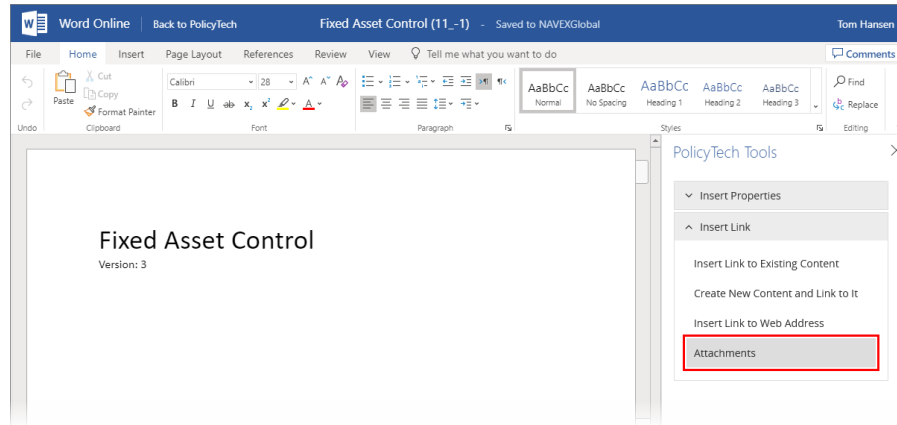 W Word Online Back to PolicyTech Fixed Asset Control (11_-1) - Saved to NAVEXGlobal Tom Hansen
File Home Insert Page Layout References Review View Tell me what you want to do Comments
Paste Cut Calibri 28 A^ A˅ AaBbCc AaBbCc AaBbCc AaBbCc AaBbCc Find
Copy
Format Painter B I U ab x₂ x² A Normal No Spacing Heading 1 Heading 2 Heading 3 Replace
Undo Clipboard Font Paragraph Styles Editing
PolicyTech Tools
Insert Properties
Insert Link
Fixed Asset Control
Version: 3
Insert Link to Existing Content
Create New Content and Link to It
Insert Link to Web Address
Attachments